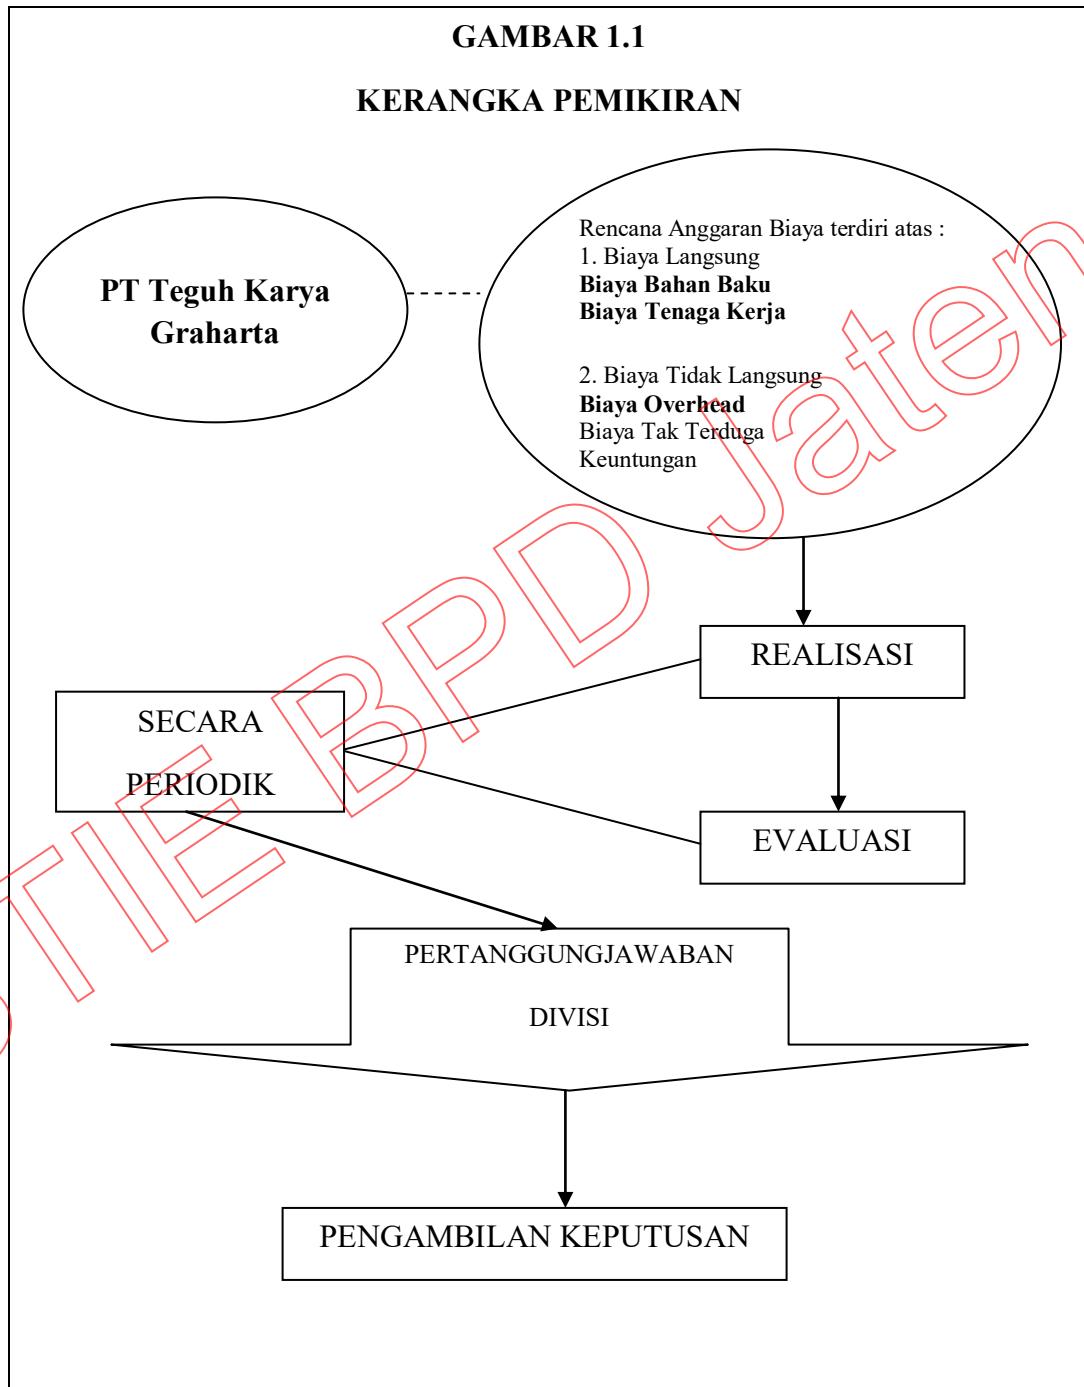 GAMBAR 1.1
KERANGKA PEMIKIRAN
PT Teguh Karya
Graharta
Rencana Anggaran Biaya terdiri atas :
1. Biaya Langsung
Biaya Bahan Baku
Biaya Tenaga Kerja
2. Biaya Tidak Langsung
Biaya Overhead
Biaya Tak Terduga
Keuntungan
REALISASI
SECARA
PERIODIK
EVALUASI
PERTANGGUNGJAWABAN
DIVISI
PENGAMBILAN KEPUTUSAN
STIE BPD Jaten